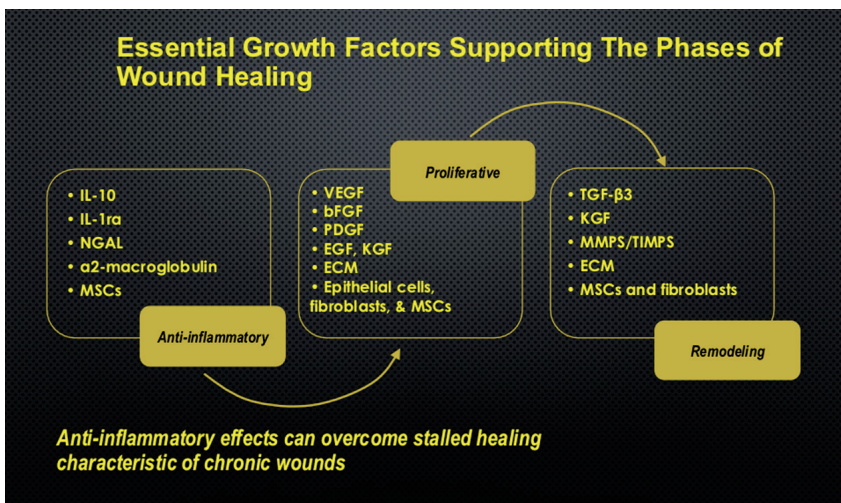 Essential Growth Factors Supporting The Phases of
Wound Healing
• IL-10
• IL-1ra
• NGAL
• α2-macroglobulin
• MSCs
Anti-inflammatory
Proliferative
• VEGF
• bFGF
• PDGF
• EGF, KGF
• ECM
• Epithelial cells,
fibroblasts, & MSCs
• TGF-β3
• KGF
• MMPS/TIMPS
• ECM
• MSCs and fibroblasts
Remodeling
Anti-inflammatory effects can overcome stalled healing
characteristic of chronic wounds